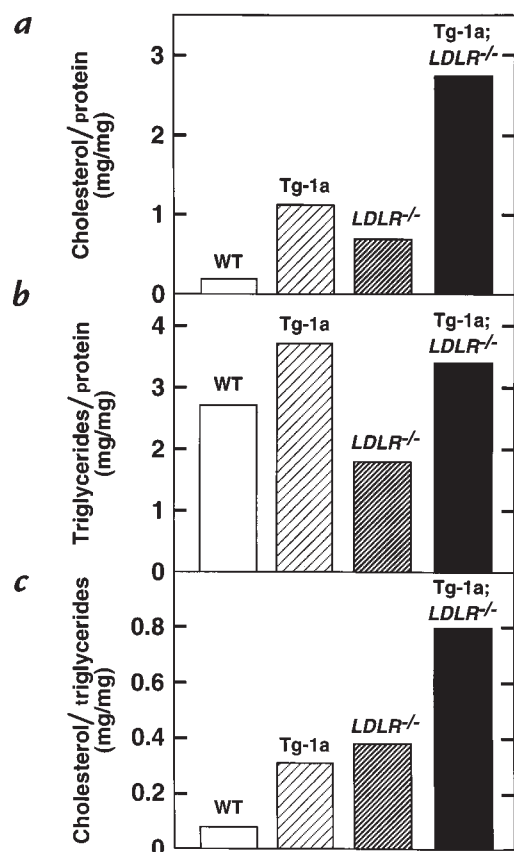 a
Cholesterol/protein
(mg/mg)
3
2
1
0
WT
Tg-1a
LDLR-/-
Tg-1a;
LDLR-/-
b
Triglycerides/protein
(mg/mg)
4
3
2
1
0
WT
Tg-1a
LDLR-/-
Tg-1a;
LDLR-/-
c
Cholesterol/triglycerides
(mg/mg)
0.8
0.6
0.4
0.2
0
WT
Tg-1a
LDLR-/-
Tg-1a;
LDLR-/-